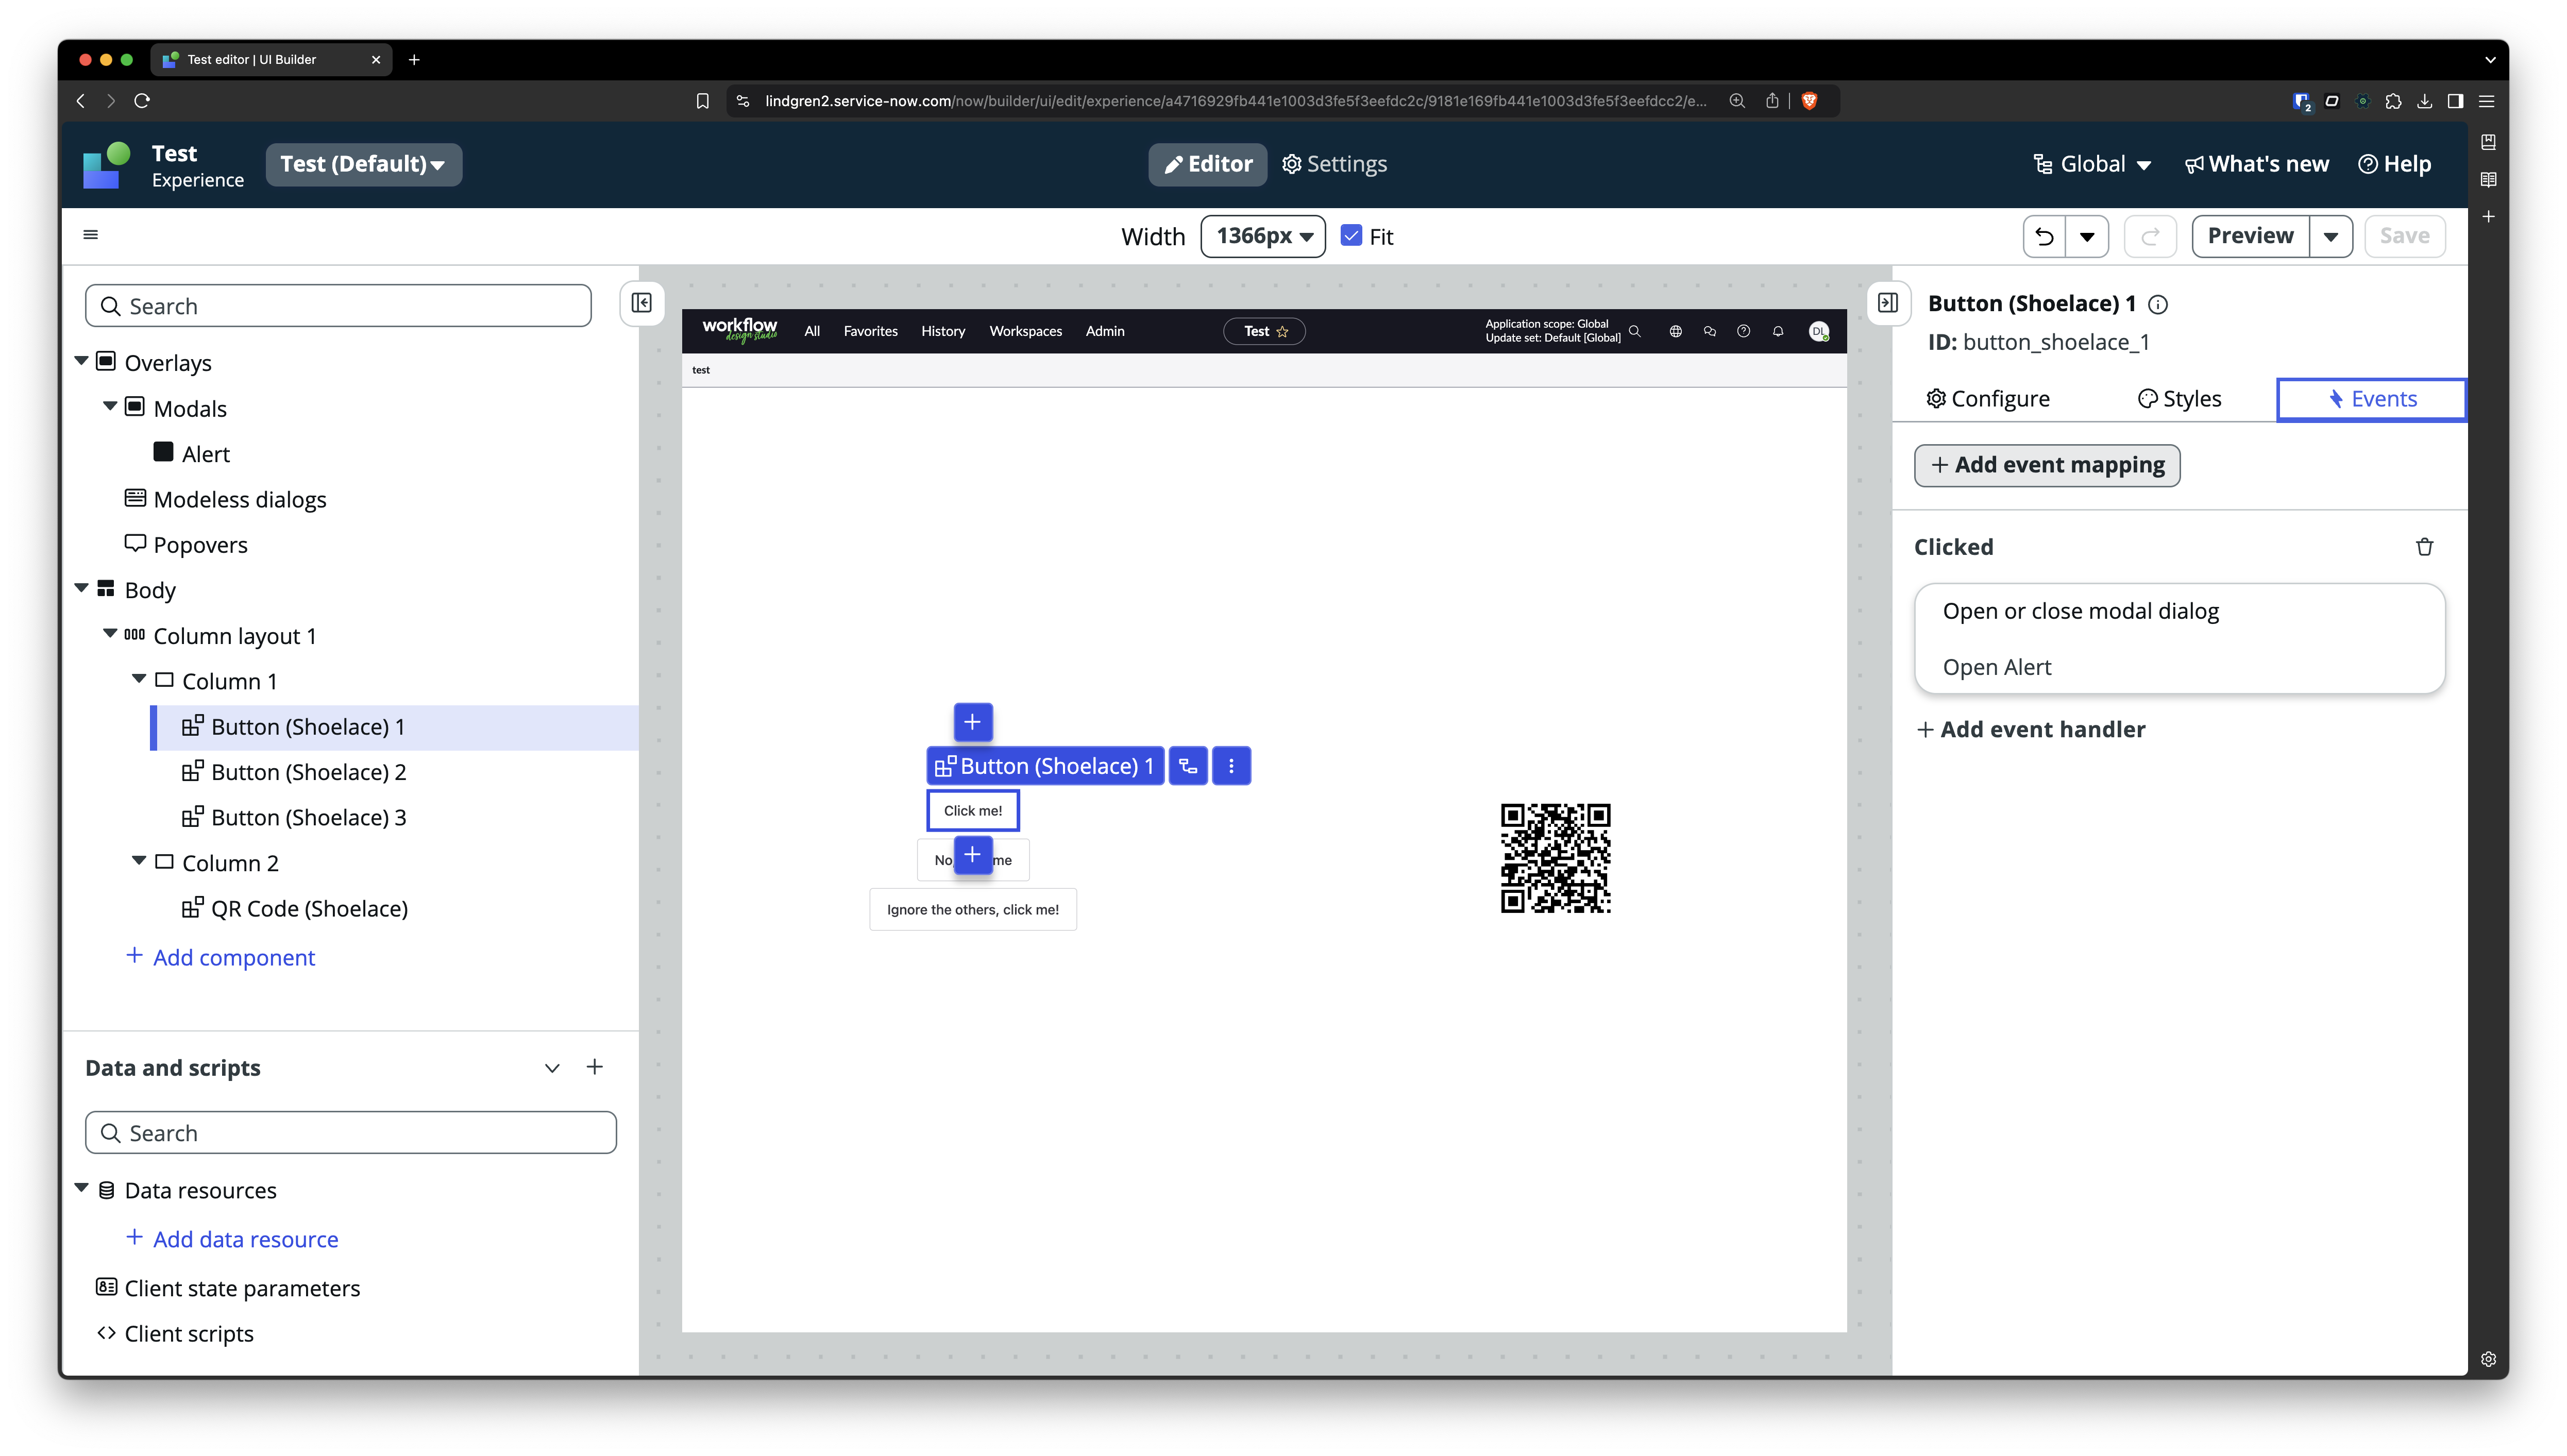 Test editor | UI Builder
lindgren2.service-now.com/now/builder/ui/edit/experience/a4716929fb441e1003d3fe5f3eefdc2c/9181e169fb441e1003d3fe5f3eefdcc2/e...
2
Test
Experience
Test (Default)
Editor
Settings
Global
What's new
Help
Width
1366px
Fit
Preview
Save
Search
Overlays
Modals
Alert
Modeless dialogs
Popovers
Body
Column layout 1
Column 1
Button (Shoelace) 1
Button (Shoelace) 2
Button (Shoelace) 3
Column 2
QR Code (Shoelace)
+ Add component
Data and scripts
Search
Data resources
+ Add data resource
Client state parameters
Client scripts
workflow
design studio
All
Favorites
History
Workspaces
Admin
Test
Application scope: Global
Update set: Default [Global]
DL
test
Button (Shoelace) 1
Click me!
No
me
Ignore the others, click me!
Button (Shoelace) 1
ID: button_shoelace_1
Configure
Styles
Events
+ Add event mapping
Clicked
Open or close modal dialog
Open Alert
+ Add event handler